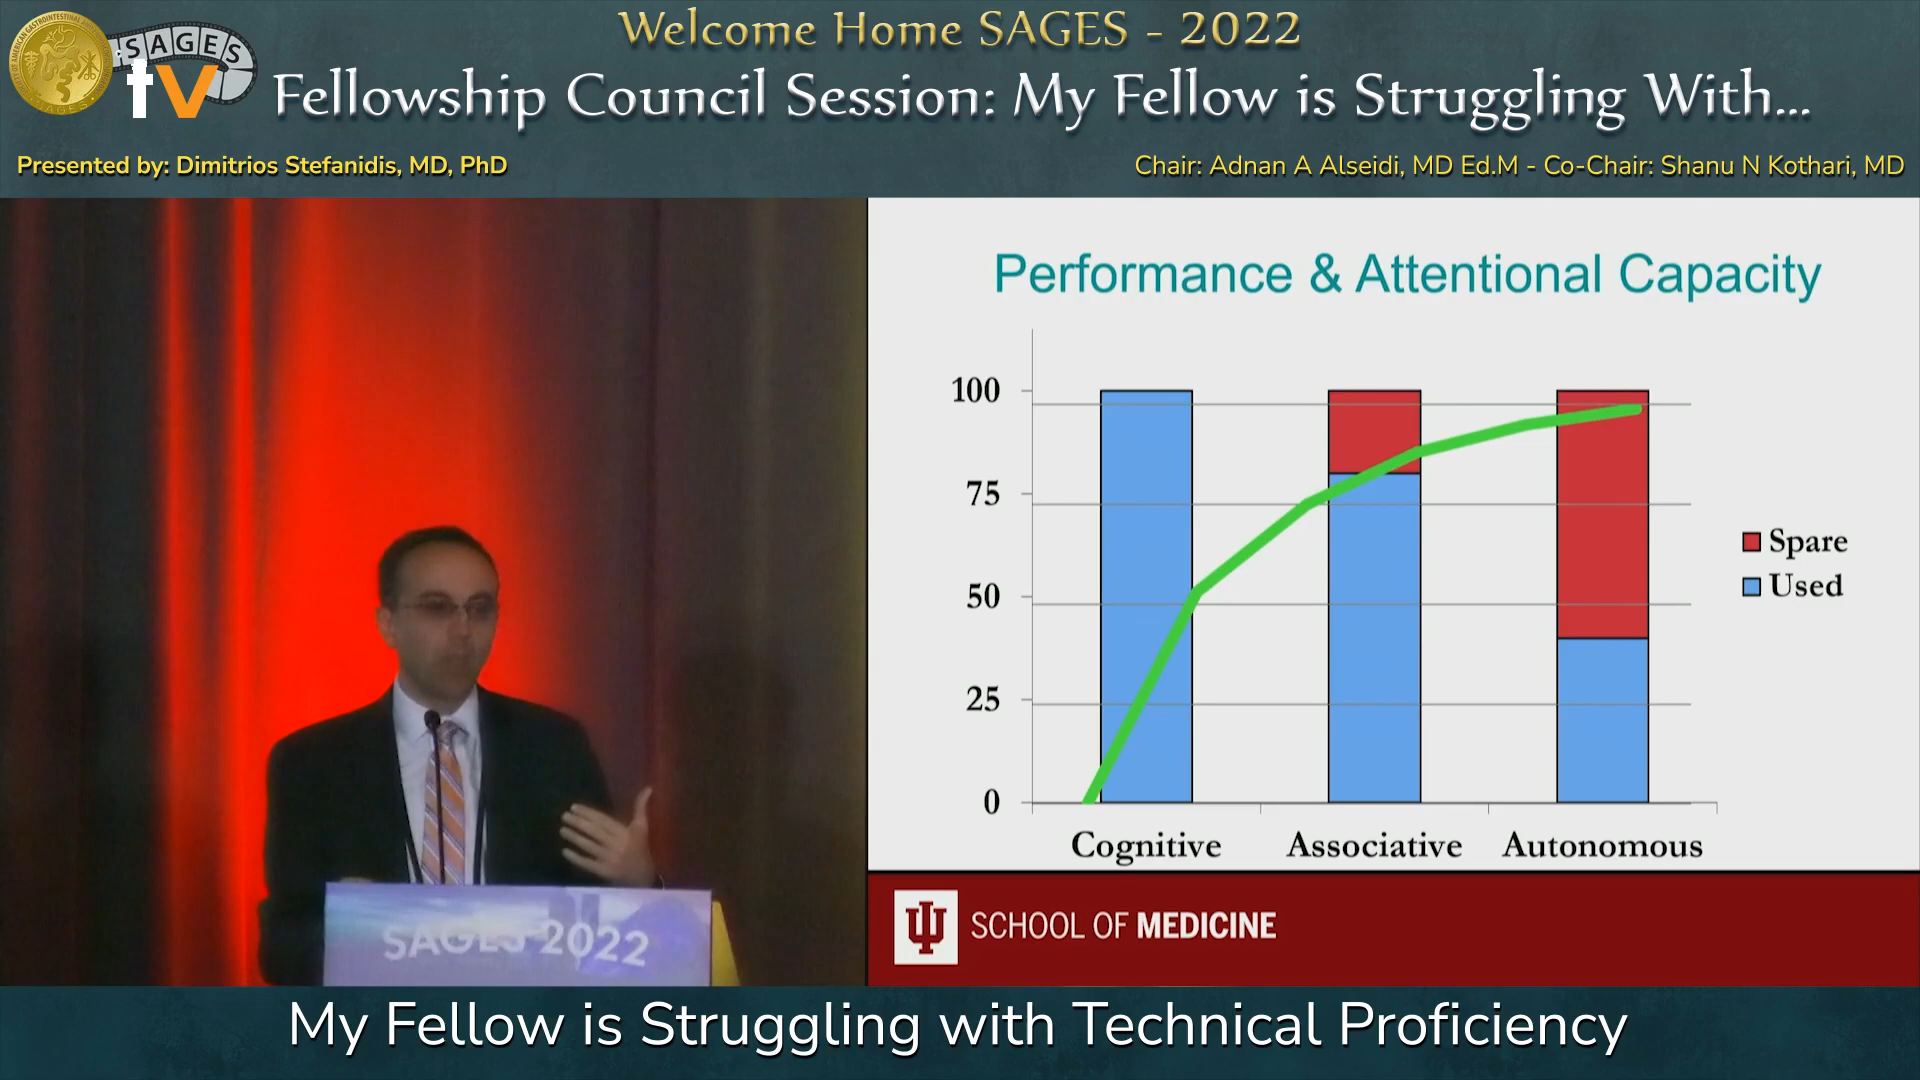 Welcome Home SAGES - 2022
SAGES
tv
Fellowship Council Session: My Fellow is Struggling With...
Presented by: Dimitrios Stefanidis, MD, PhD
Chair: Adnan A Alseidi, MD Ed.M - Co-Chair: Shanu N Kothari, MD
Performance & Attentional Capacity
100
75
50
25
0
Spare
Used
Cognitive Associative Autonomous
SCHOOL OF MEDICINE
SAGES 2022
My Fellow is Struggling with Technical Proficiency